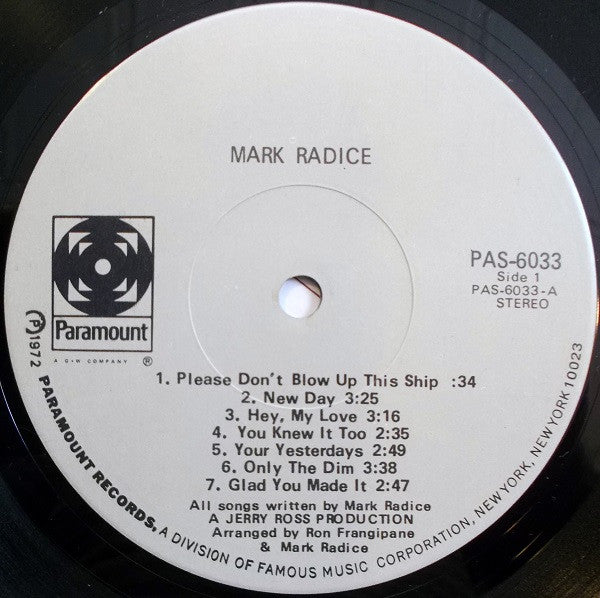 MARK RADICE
PAS-6033
Side 1
PAS-6033-A
STEREO
Paramount
A G+W COMPANY ®
1. Please Don't Blow Up This Ship :34
2. New Day 3:25
3. Hey, My Love 3:16
4. You Knew It Too 2:35
5. Your Yesterdays 2:49
6. Only The Dim 3:38
7. Glad You Made It 2:47
All songs written by Mark Radice
A JERRY ROSS PRODUCTION
Arranged by Ron Frangipane
& Mark Radice
Ⓟ1972 PARAMOUNT RECORDS, A DIVISION OF FAMOUS MUSIC CORPORATION, NEW YORK, NEW YORK 10023